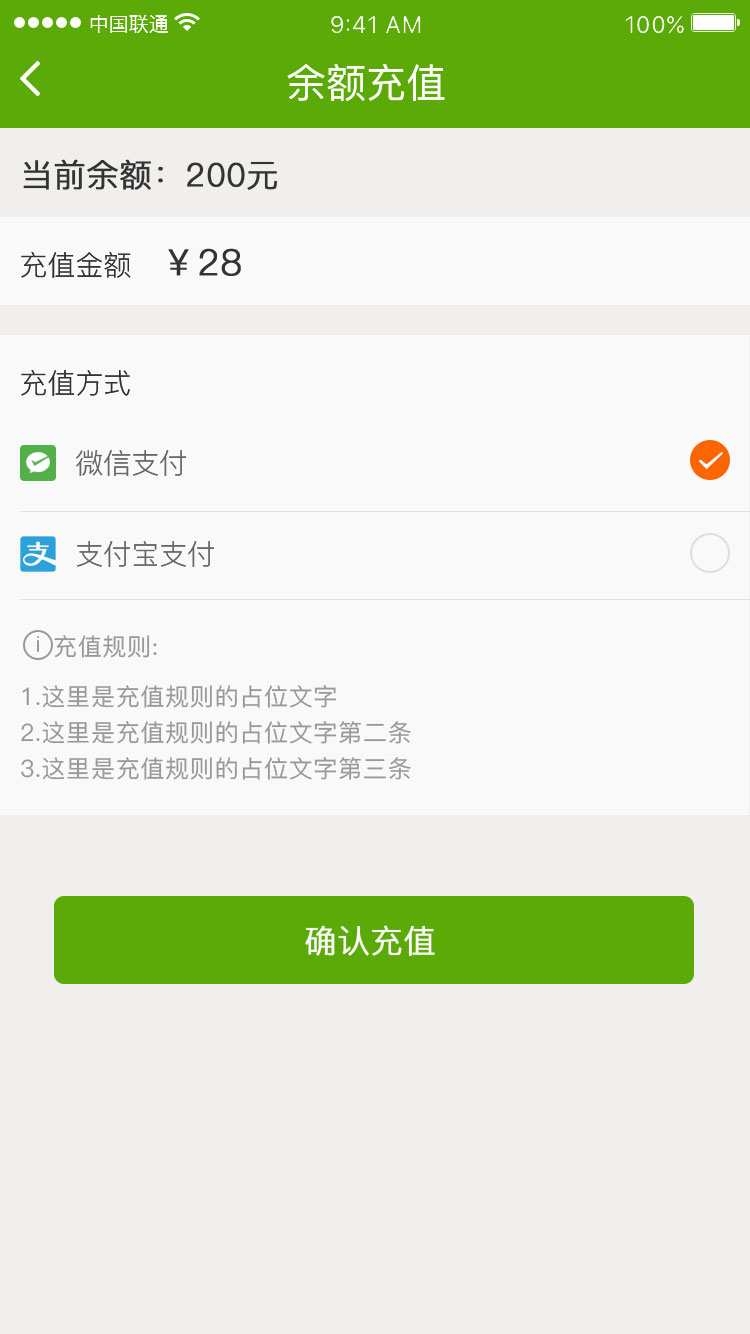 中国联通 9:41 AM 100%
余额充值
当前余额：200元
充值金额 ￥28
充值方式
微信支付
支付宝支付
充值规则:
1.这里是充值规则的占位文字
2.这里是充值规则的占位文字第二条
3.这里是充值规则的占位文字第三条
确认充值